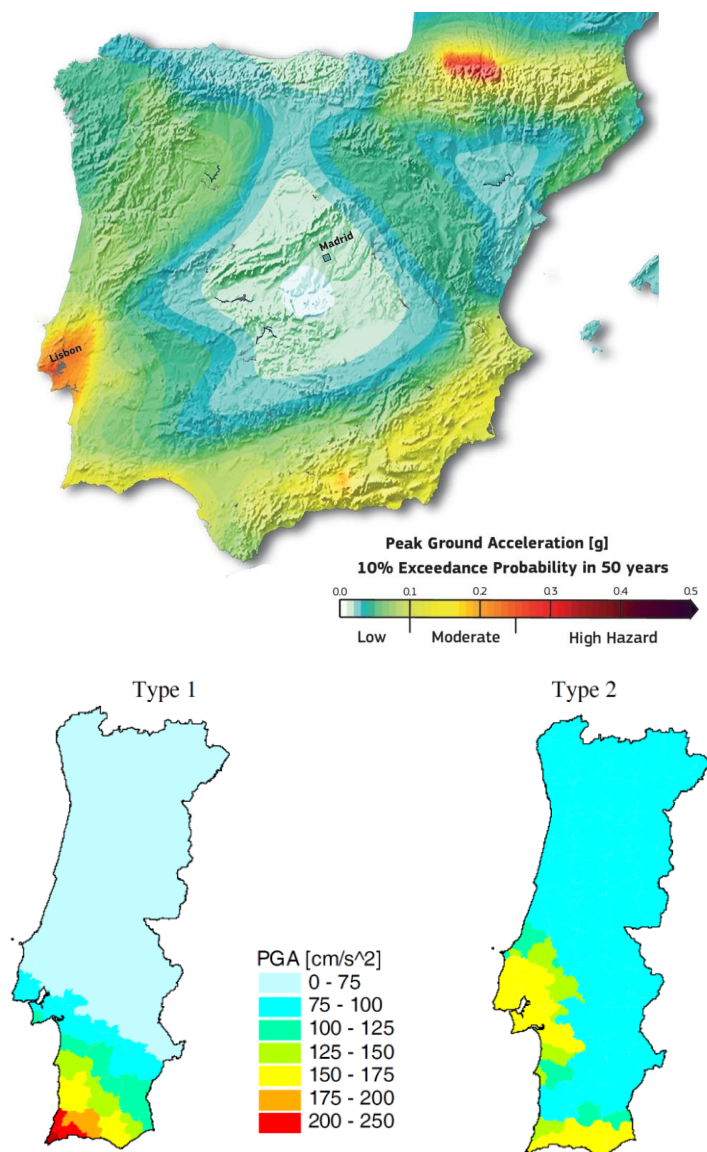 Madrid
Lisbon
Peak Ground Acceleration [g]
10% Exceedance Probability in 50 years
0.0 0.1 0.2 0.3 0.4 0.5
Low Moderate High Hazard
Type 1 Type 2
PGA [cm/s^2]
0 - 75
75 - 100
100 - 125
125 - 150
150 - 175
175 - 200
200 - 250